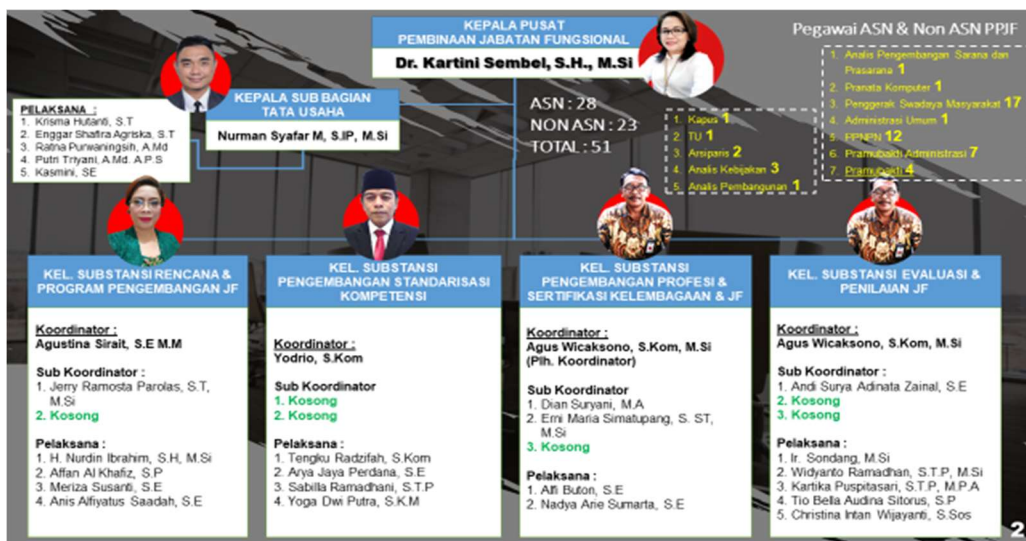 KEPALA PUSAT
PEMBINAAN JABATAN FUNGSIONAL
Dr. Kartini Sembel, S.H., M.Si
Pegawai ASN & Non ASN PPJF
KEPALA SUB BAGIAN
TATA USAHA
Nurman Syafar M, S.IP, M.Si
PELAKSANA :
1. Krisma Hutanti, S.T
2. Enggar Shafira Agriska, S.T
3. Ratna Purwaningsih, A.Md
4. Putri Triyani, A.Md. A.P.S
5. Kasmini, SE
ASN : 28
NON ASN : 23
TOTAL : 51
1. Kapus 1
2. TU 1
3. Arsiparis 2
4. Analis Kebijakan 3
5. Analis Pembangunan 1
1. Analis Pengembangan Sarana dan
Prasarana 1
2. Pranata Komputer 1
3. Penggerak Swadaya Masyarakat 17
4. Administrasi Umum 1
5. PPNPN 12
6. Pramubakti Administrasi 7
7. Pramubakti 4
KEL. SUBSTANSI RENCANA &
PROGRAM PENGEMBANGAN JF
Koordinator :
Agustina Sirait, S.E M.M
Sub Koordinator :
1. Jerry Ramosta Parolas, S.T,
M.Si
2. Kosong
Pelaksana :
1. H. Nurdin Ibrahim, S.H, M.Si
2. Affan Al Khafiz, S.P
3. Meriza Susanti, S.E
4. Anis Alfiyatus Saadah, S.E
KEL. SUBSTANSI
PENGEMBANGAN STANDARISASI
KOMPETENSI
Koordinator :
Yodrio, S.Kom
Sub Koordinator
1. Kosong
2. Kosong
Pelaksana :
1. Tengku Radzifah, S.Kom
2. Arya Jaya Perdana, S.E
3. Sabilla Ramadhani, S.T.P
4. Yoga Dwi Putra, S.K.M
KEL. SUBSTANSI
PENGEMBANGAN PROFESI &
SERTIFIKASI KELEMBAGAAN & JF
Koordinator :
Agus Wicaksono, S.Kom, M.Si
(Plh. Koordinator)
Sub Koordinator
1. Dian Suryani, M.A
2. Erni Maria Simatupang, S. ST,
M.Si
3. Kosong
Pelaksana :
1. Alfi Buton, S.E
2. Nadya Arie Sumarta, S.E
KEL. SUBSTANSI EVALUASI &
PENILAIAN JF
Koordinator :
Agus Wicaksono, S.Kom, M.Si
Sub Koordinator :
1. Andi Surya Adinata Zainal, S.E
2. Kosong
3. Kosong
Pelaksana :
1. Ir. Sondang, M.Si
2. Widyanto Ramadhan, S.T.P, M.Si
3. Kartika Puspitasari, S.T.P, M.P.A
4. Tio Bella Audina Sitorus, S.P
5. Christina Intan Wijayanti, S.Sos
2